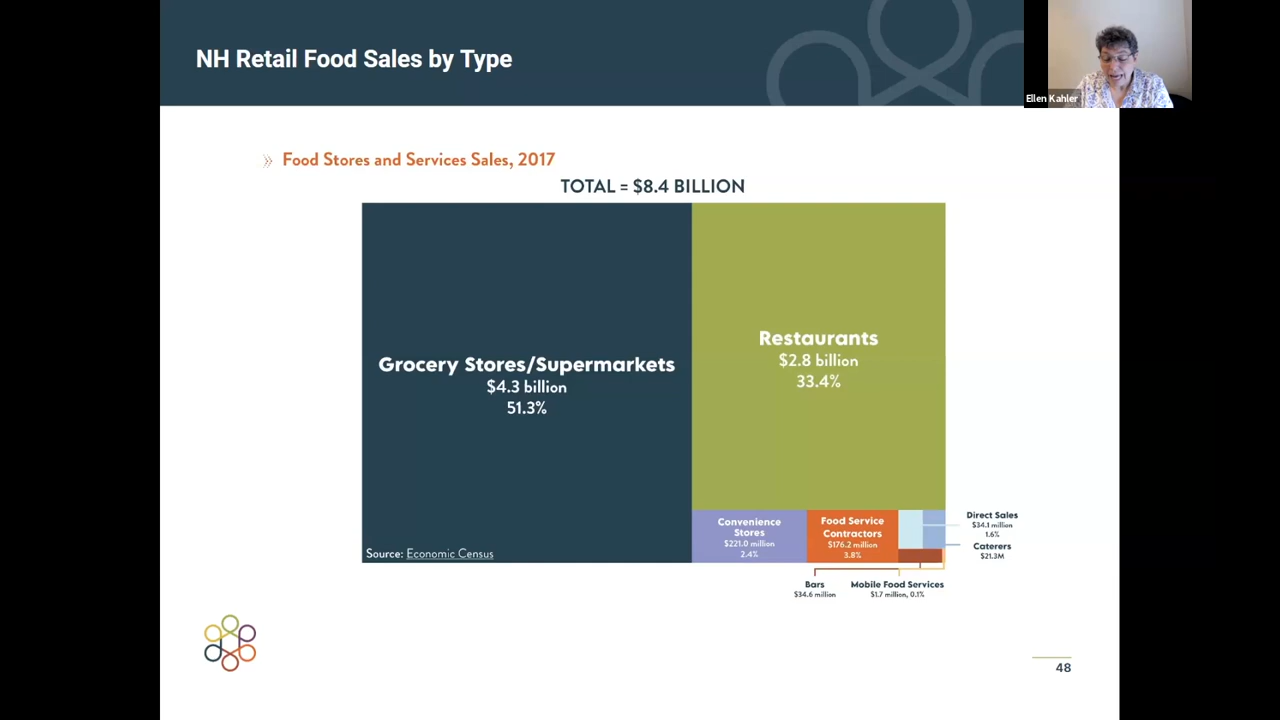 NH Retail Food Sales by Type
Ellen Kahler
Food Stores and Services Sales, 2017
TOTAL = $8.4 BILLION
Grocery Stores/Supermarkets
$4.3 billion
51.3%
Source: Economic Census
Restaurants
$2.8 billion
33.4%
Convenience
Stores
$221.0 million
2.4%
Food Service
Contractors
$176.2 million
3.8%
Direct Sales
$34.1 million
1.6%
Caterers
$21.3M
Bars
$34.6 million
Mobile Food Services
$1.7 million, 0.1%
48